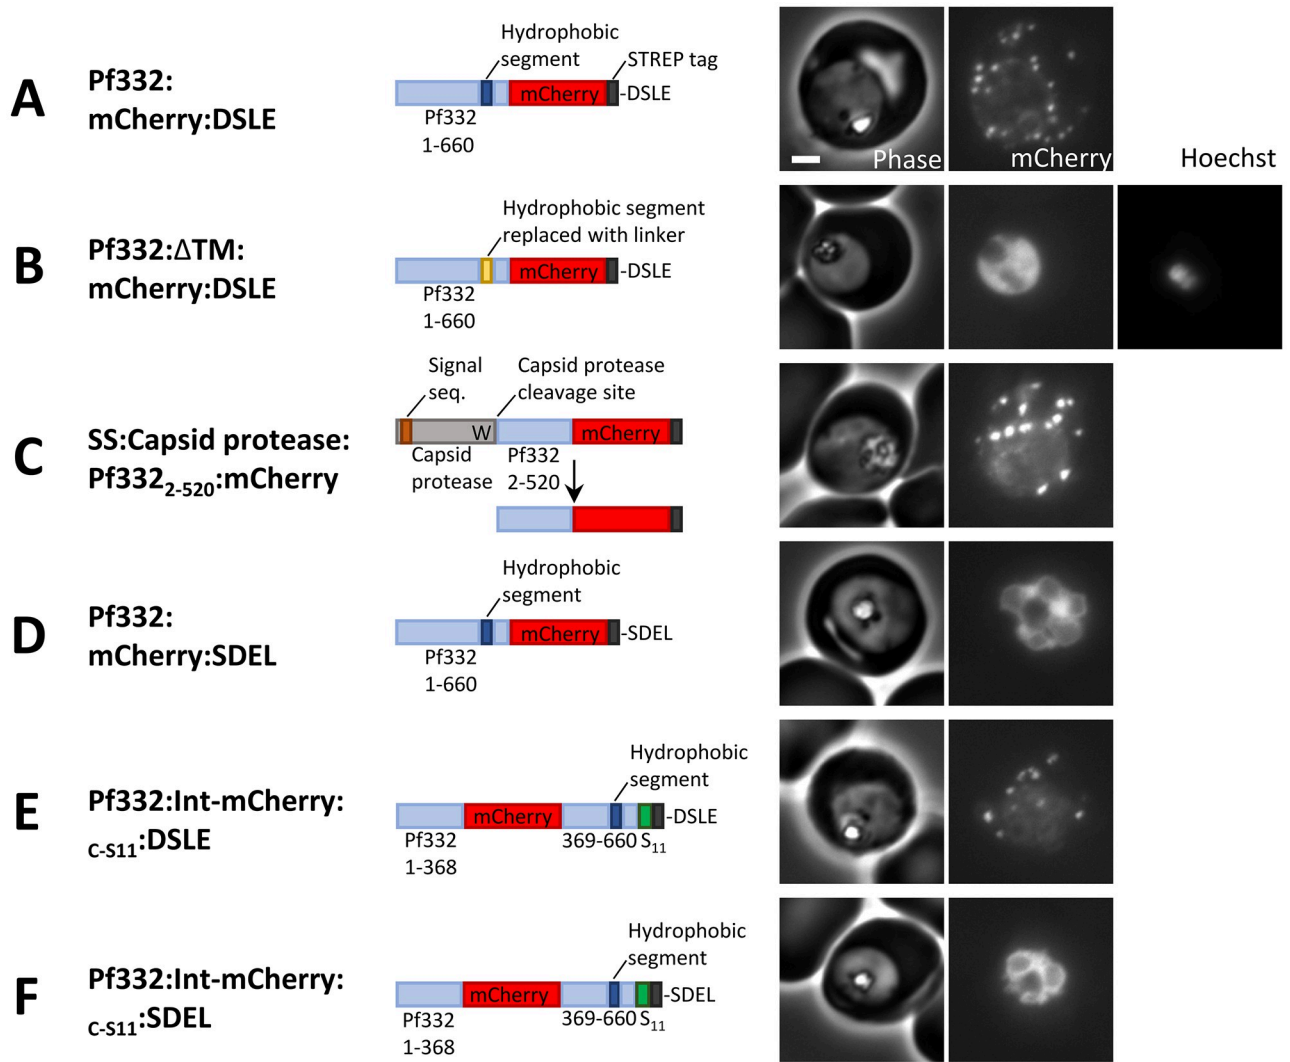 A
Pf332:
mCherry:DSLE
Hydrophobic
segment
STREP tag
mCherry
-DSLE
Pf332
1-660
Phase
mCherry
Hoechst
B
Pf332:ΔTM:
mCherry:DSLE
Hydrophobic segment
replaced with linker
mCherry
-DSLE
Pf332
1-660
C
SS:Capsid protease:
Pf332₂₋₅₂₀:mCherry
Signal
seq.
Capsid protease
cleavage site
W
mCherry
Capsid
protease
Pf332
2-520
D
Pf332:
mCherry:SDEL
Hydrophobic
segment
mCherry
-SDEL
Pf332
1-660
E
Pf332:Int-mCherry:
C-S11:DSLE
Hydrophobic
segment
mCherry
-DSLE
Pf332
1-368
369-660 S₁₁
F
Pf332:Int-mCherry:
C-S11:SDEL
Hydrophobic
segment
mCherry
-SDEL
Pf332
1-368
369-660 S₁₁